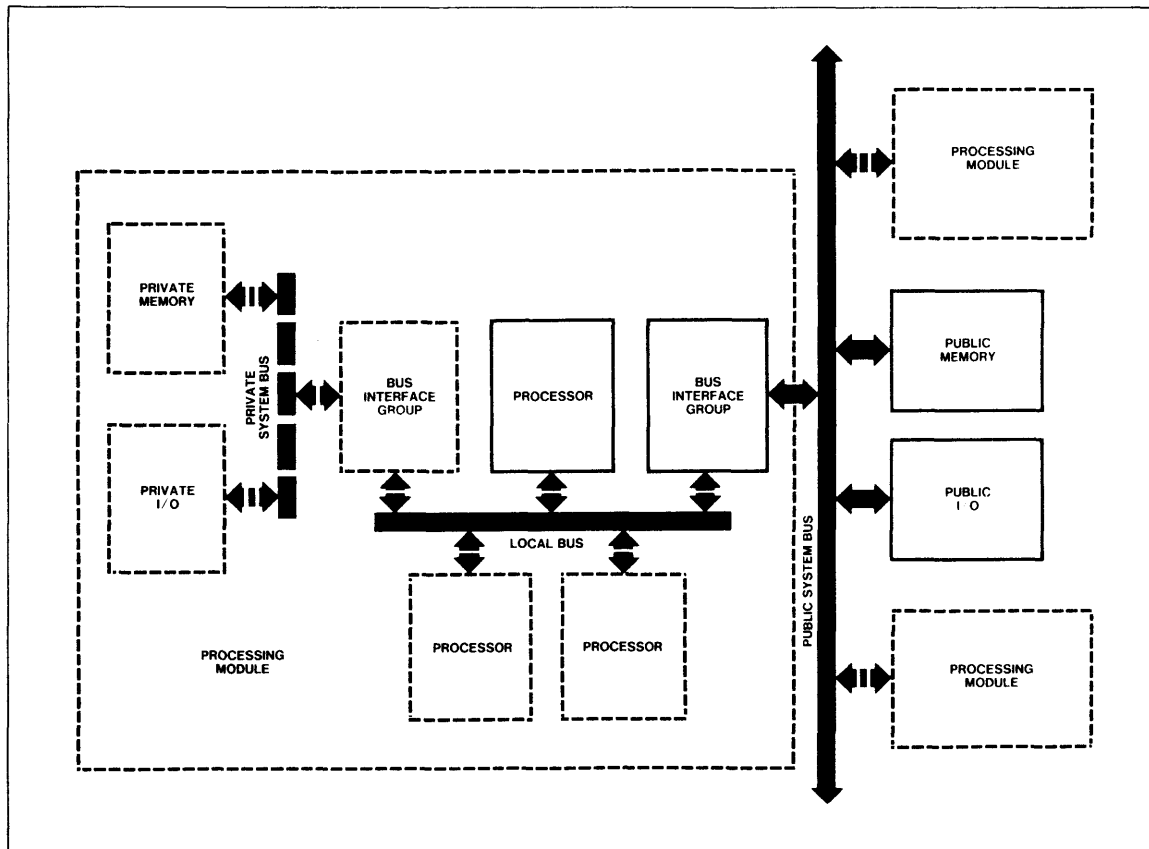 PROCESSING
MODULE
PRIVATE
MEMORY
PRIVATE
SYSTEM BUS
BUS
INTERFACE
GROUP
PROCESSOR
BUS
INTERFACE
GROUP
PUBLIC
MEMORY
PRIVATE
I/O
LOCAL BUS
PUBLIC SYSTEM BUS
PUBLIC
I O
PROCESSING
MODULE
PROCESSOR
PROCESSOR
PROCESSING
MODULE